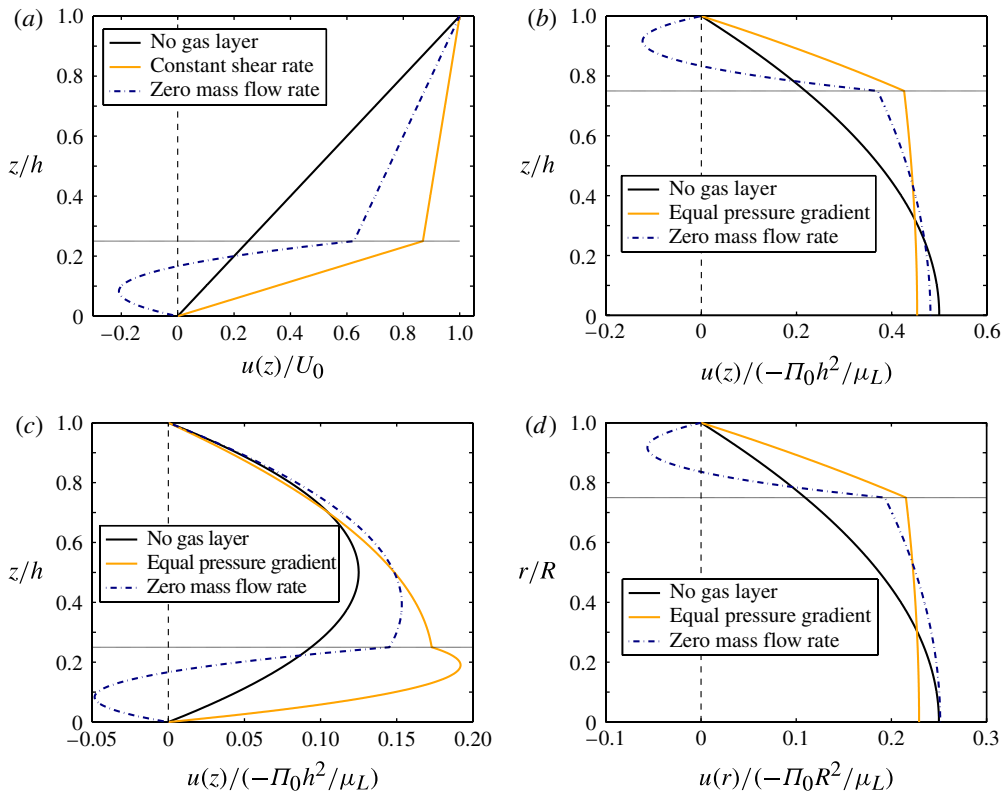 (a)
1.0
0.8
0.6
0.4
0.2
0
z/h
No gas layer
Constant shear rate
Zero mass flow rate
−0.2 0 0.2 0.4 0.6 0.8 1.0
u(z)/U₀
(b)
1.0
0.8
0.6
0.4
0.2
0
z/h
No gas layer
Equal pressure gradient
Zero mass flow rate
−0.2 0 0.2 0.4 0.6
u(z)/(−Π₀h²/μ_L)
(c)
1.0
0.8
0.6
0.4
0.2
0
z/h
No gas layer
Equal pressure gradient
Zero mass flow rate
−0.05 0 0.05 0.10 0.15 0.20
u(z)/(−Π₀h²/μ_L)
(d)
1.0
0.8
0.6
0.4
0.2
0
r/R
No gas layer
Equal pressure gradient
Zero mass flow rate
−0.1 0 0.1 0.2 0.3
u(r)/(−Π₀R²/μ_L)